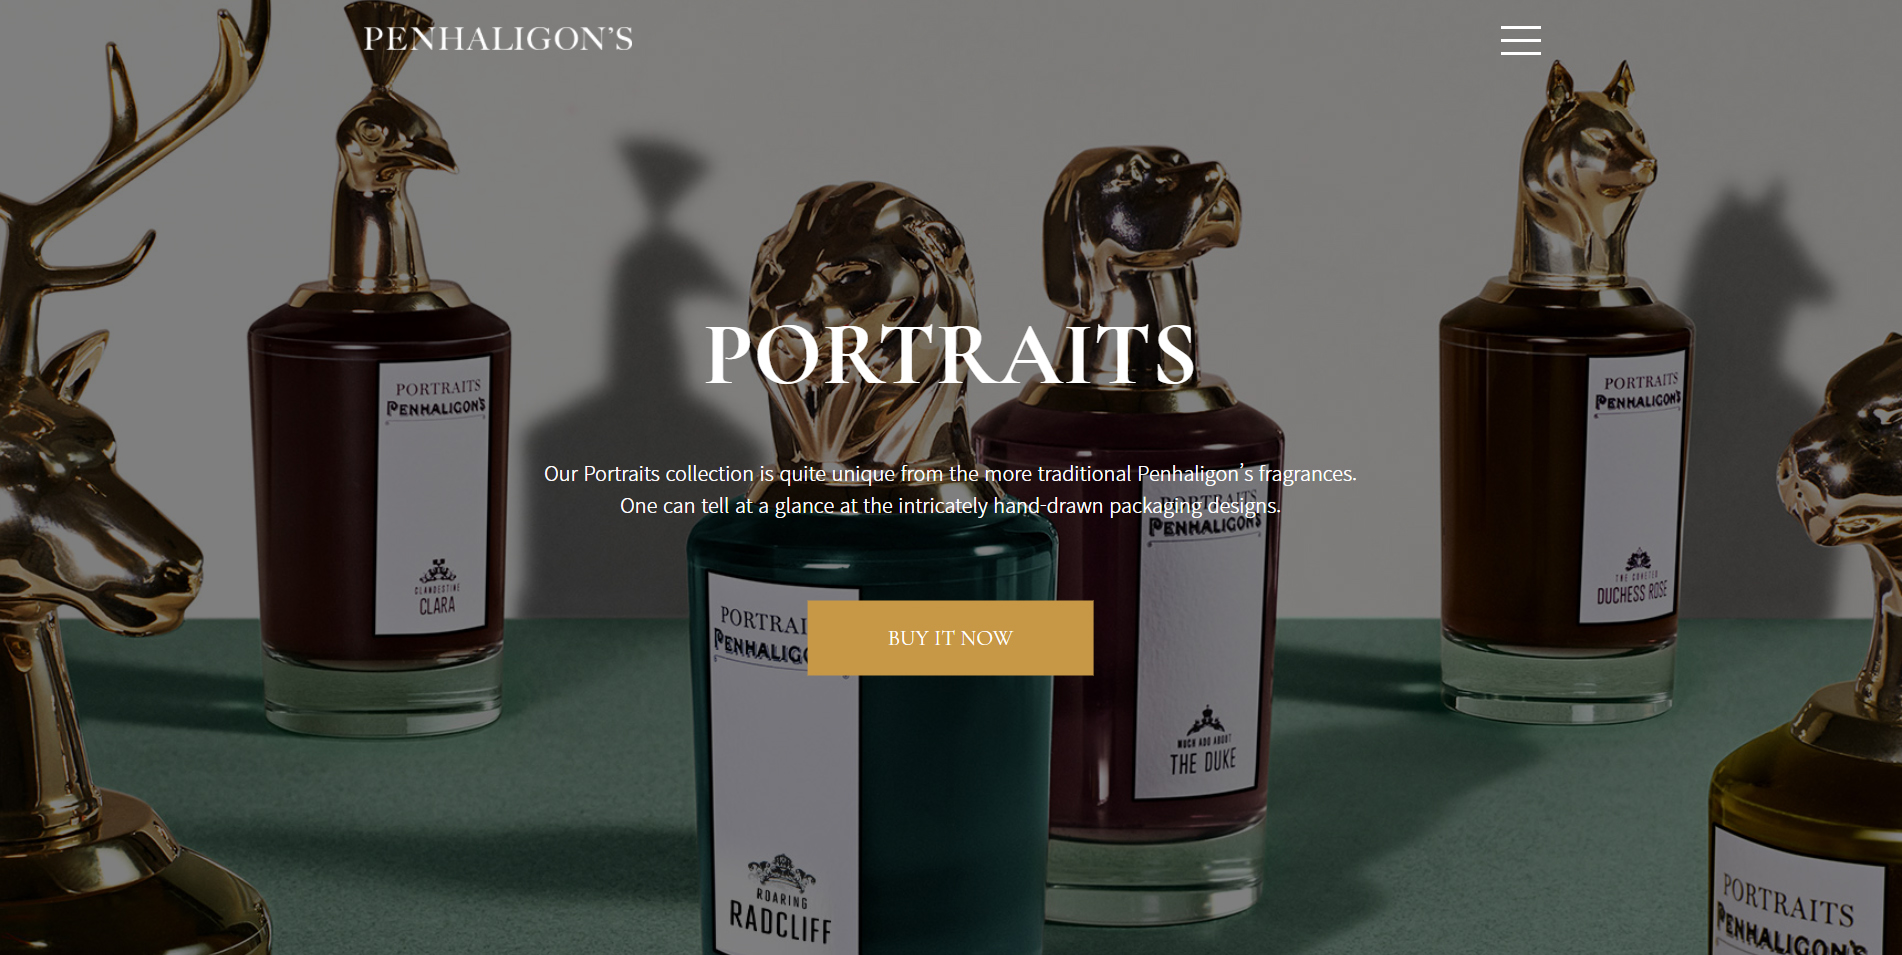 PENHALIGON'S
PORTRAITS
Our Portraits collection is quite unique from the more traditional Penhaligon's fragrances.
One can tell at a glance at the intricately hand-drawn packaging designs.
BUY IT NOW
PORTRAITS
PENHALIGON'S
CLANDESTINE
CLARA
PORTRAI
PENHALIGO
ROARING
RADCLIFF
PORTRAITS
PENHALIGON'S
MUCH ADO ABOUT
THE DUKE
PORTRAITS
PENHALIGON'S
THE COVETED
DUCHESS ROSE
PORTRAITS
PENHALIGON'S